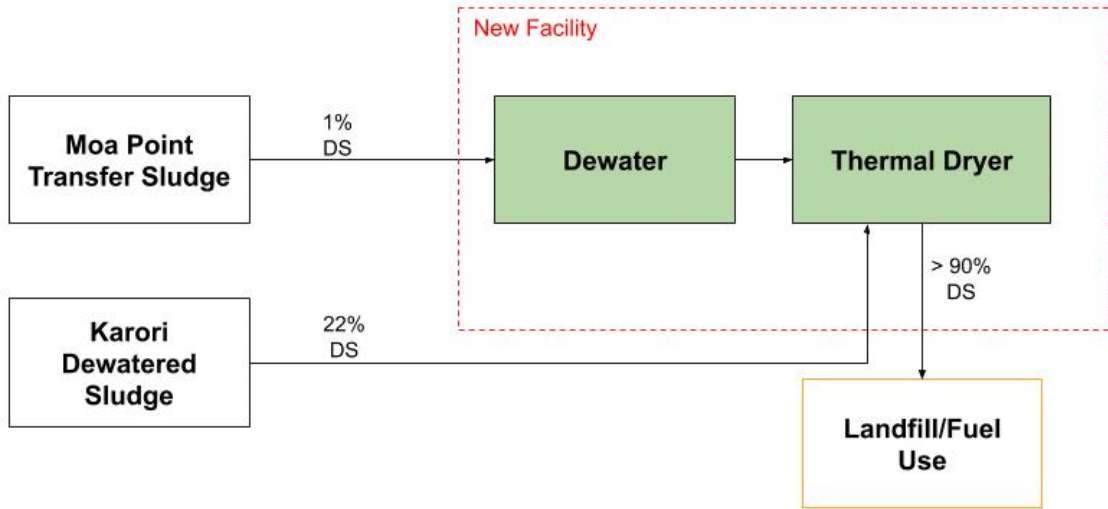 New Facility
Moa Point
Transfer Sludge
1%
DS
Dewater
Thermal Dryer
> 90%
DS
Karori
Dewatered
Sludge
22%
DS
Landfill/Fuel
Use